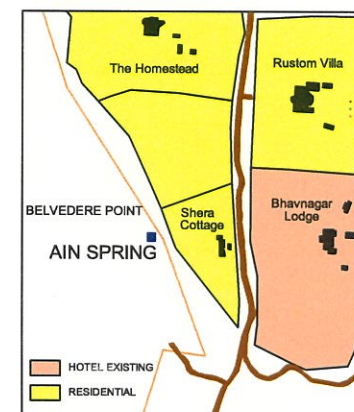 The Homestead
Rustom Villa
Shera
Cottage
Bhavnagar
Lodge
BELVEDERE POINT
AIN SPRING
HOTEL EXISTING
RESIDENTIAL